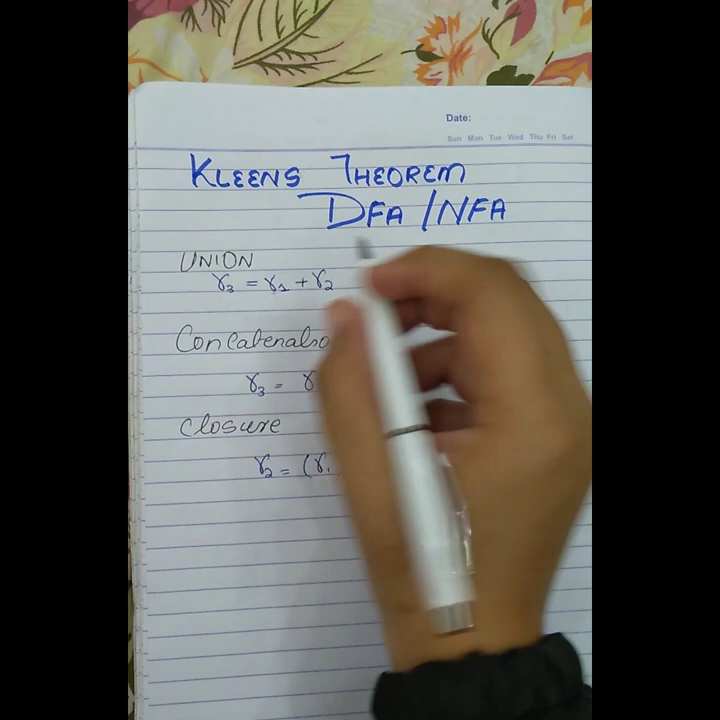 Date:
Sun Mon Tue Wed Thu Fri Sat
KLEENS THEOREM
DFA /NFA
UNION
r₃ = r₁ + r₂
r₃ = r
Closure
r₂ = (r₁